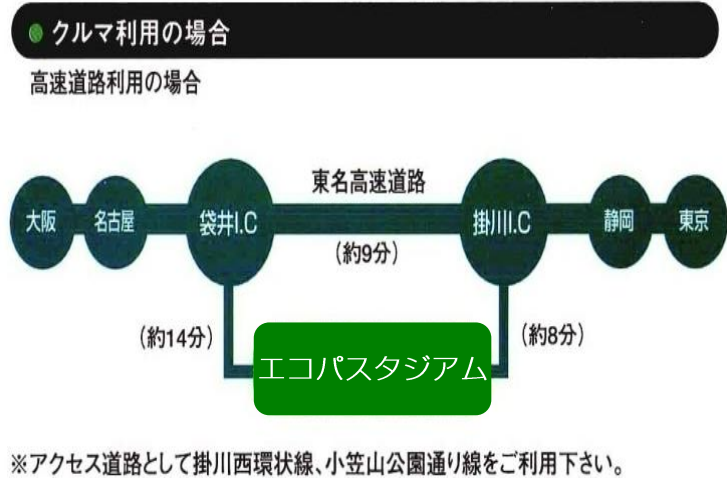 クルマ利用の場合
高速道路利用の場合
東名高速道路
大阪 名古屋 袋井I.C 掛川I.C 静岡 東京
(約9分)
(約14分) (約8分)
エコパスタジアム
※アクセス道路として掛川西環状線、小笠山公園通り線をご利用下さい。